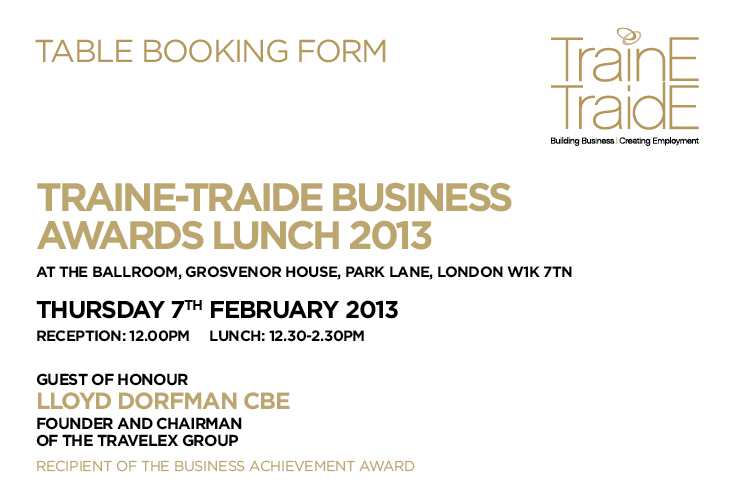 TABLE BOOKING FORM
TrainE
TraidE
Building Business | Creating Employment
TRAINE-TRAIDE BUSINESS
AWARDS LUNCH 2013
AT THE BALLROOM, GROSVENOR HOUSE, PARK LANE, LONDON W1K 7TN
THURSDAY 7TH FEBRUARY 2013
RECEPTION: 12.00PM LUNCH: 12.30-2.30PM
GUEST OF HONOUR
LLOYD DORFMAN CBE
FOUNDER AND CHAIRMAN
OF THE TRAVELEX GROUP
RECIPIENT OF THE BUSINESS ACHIEVEMENT AWARD